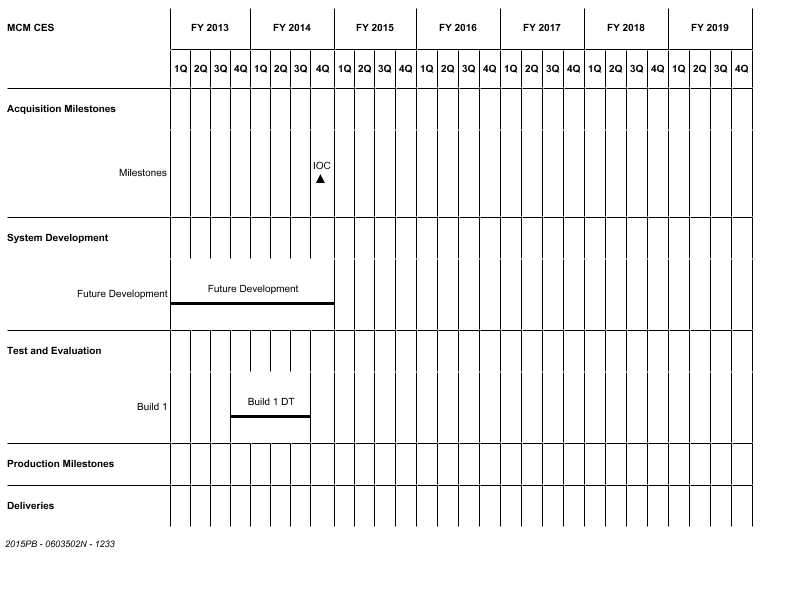 MCM CES FY 2013 FY 2014 FY 2015 FY 2016 FY 2017 FY 2018 FY 2019
1Q 2Q 3Q 4Q 1Q 2Q 3Q 4Q 1Q 2Q 3Q 4Q 1Q 2Q 3Q 4Q 1Q 2Q 3Q 4Q 1Q 2Q 3Q 4Q 1Q 2Q 3Q 4Q
Acquisition Milestones
IOC
Milestones
System Development
Future Development
Future Development
Test and Evaluation
Build 1 DT
Build 1
Production Milestones
Deliveries
2015PB - 0603502N - 1233